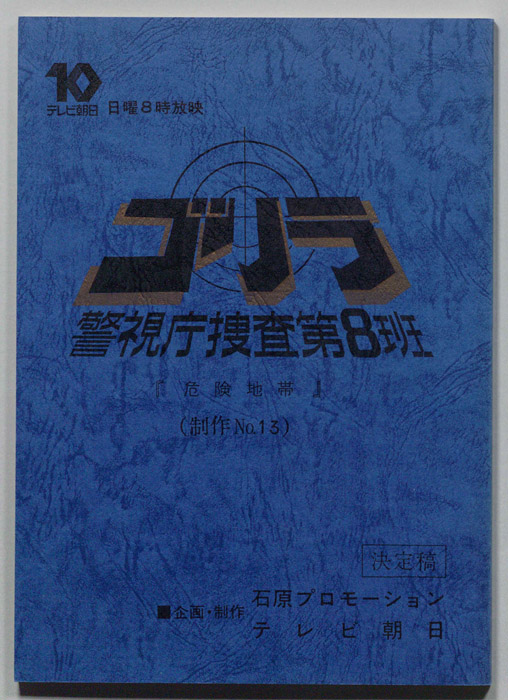 10
テレビ朝日 日曜8時放映
ゴリラ
警視庁捜査第8班
『危険地帯』
(制作No.13)
決定稿
■企画・制作 石原プロモーション
テレビ朝日